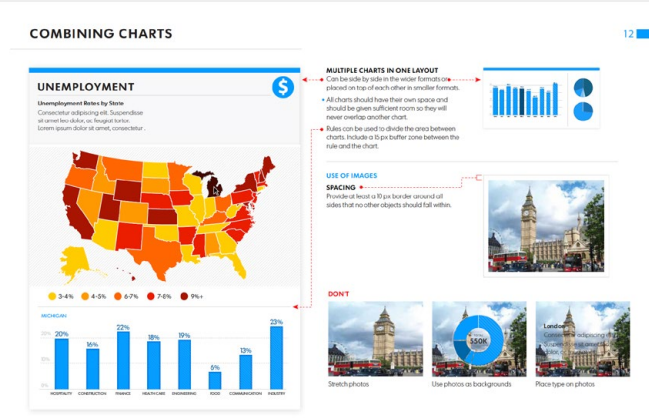 COMBINING CHARTS
12
UNEMPLOYMENT
$
Unemployment Rates by State
Consectetur adipiscing elit. Suspendisse
sit amet leo dolor, ac feugiat tortor.
Lorem ipsum dolor sit amet, consectetur .
3-4%
4-5%
6-7%
7-8%
9%+
MICHIGAN
20%
16%
22%
18%
19%
6%
13%
23%
HOSPITALITY
CONSTRUCTION
FINANCE
HEALTH CARE
ENGINEERING
FOOD
COMMUNICATION
INDUSTRY
MULTIPLE CHARTS IN ONE LAYOUT
Can be side by side in the wider formats or
placed on top of each other in smaller formats.
All charts should have their own space and
should be given sufficient room so they will
never overlap another chart.
Rules can be used to divide the area between
charts. Include a 15 px buffer zone between the
rule and the chart.
USE OF IMAGES
SPACING
Provide at least a 10 px border around all
sides that no other objects should fall within.
DON'T
$50K
London
Stretch photos
Use photos as backgrounds
Place type on photos